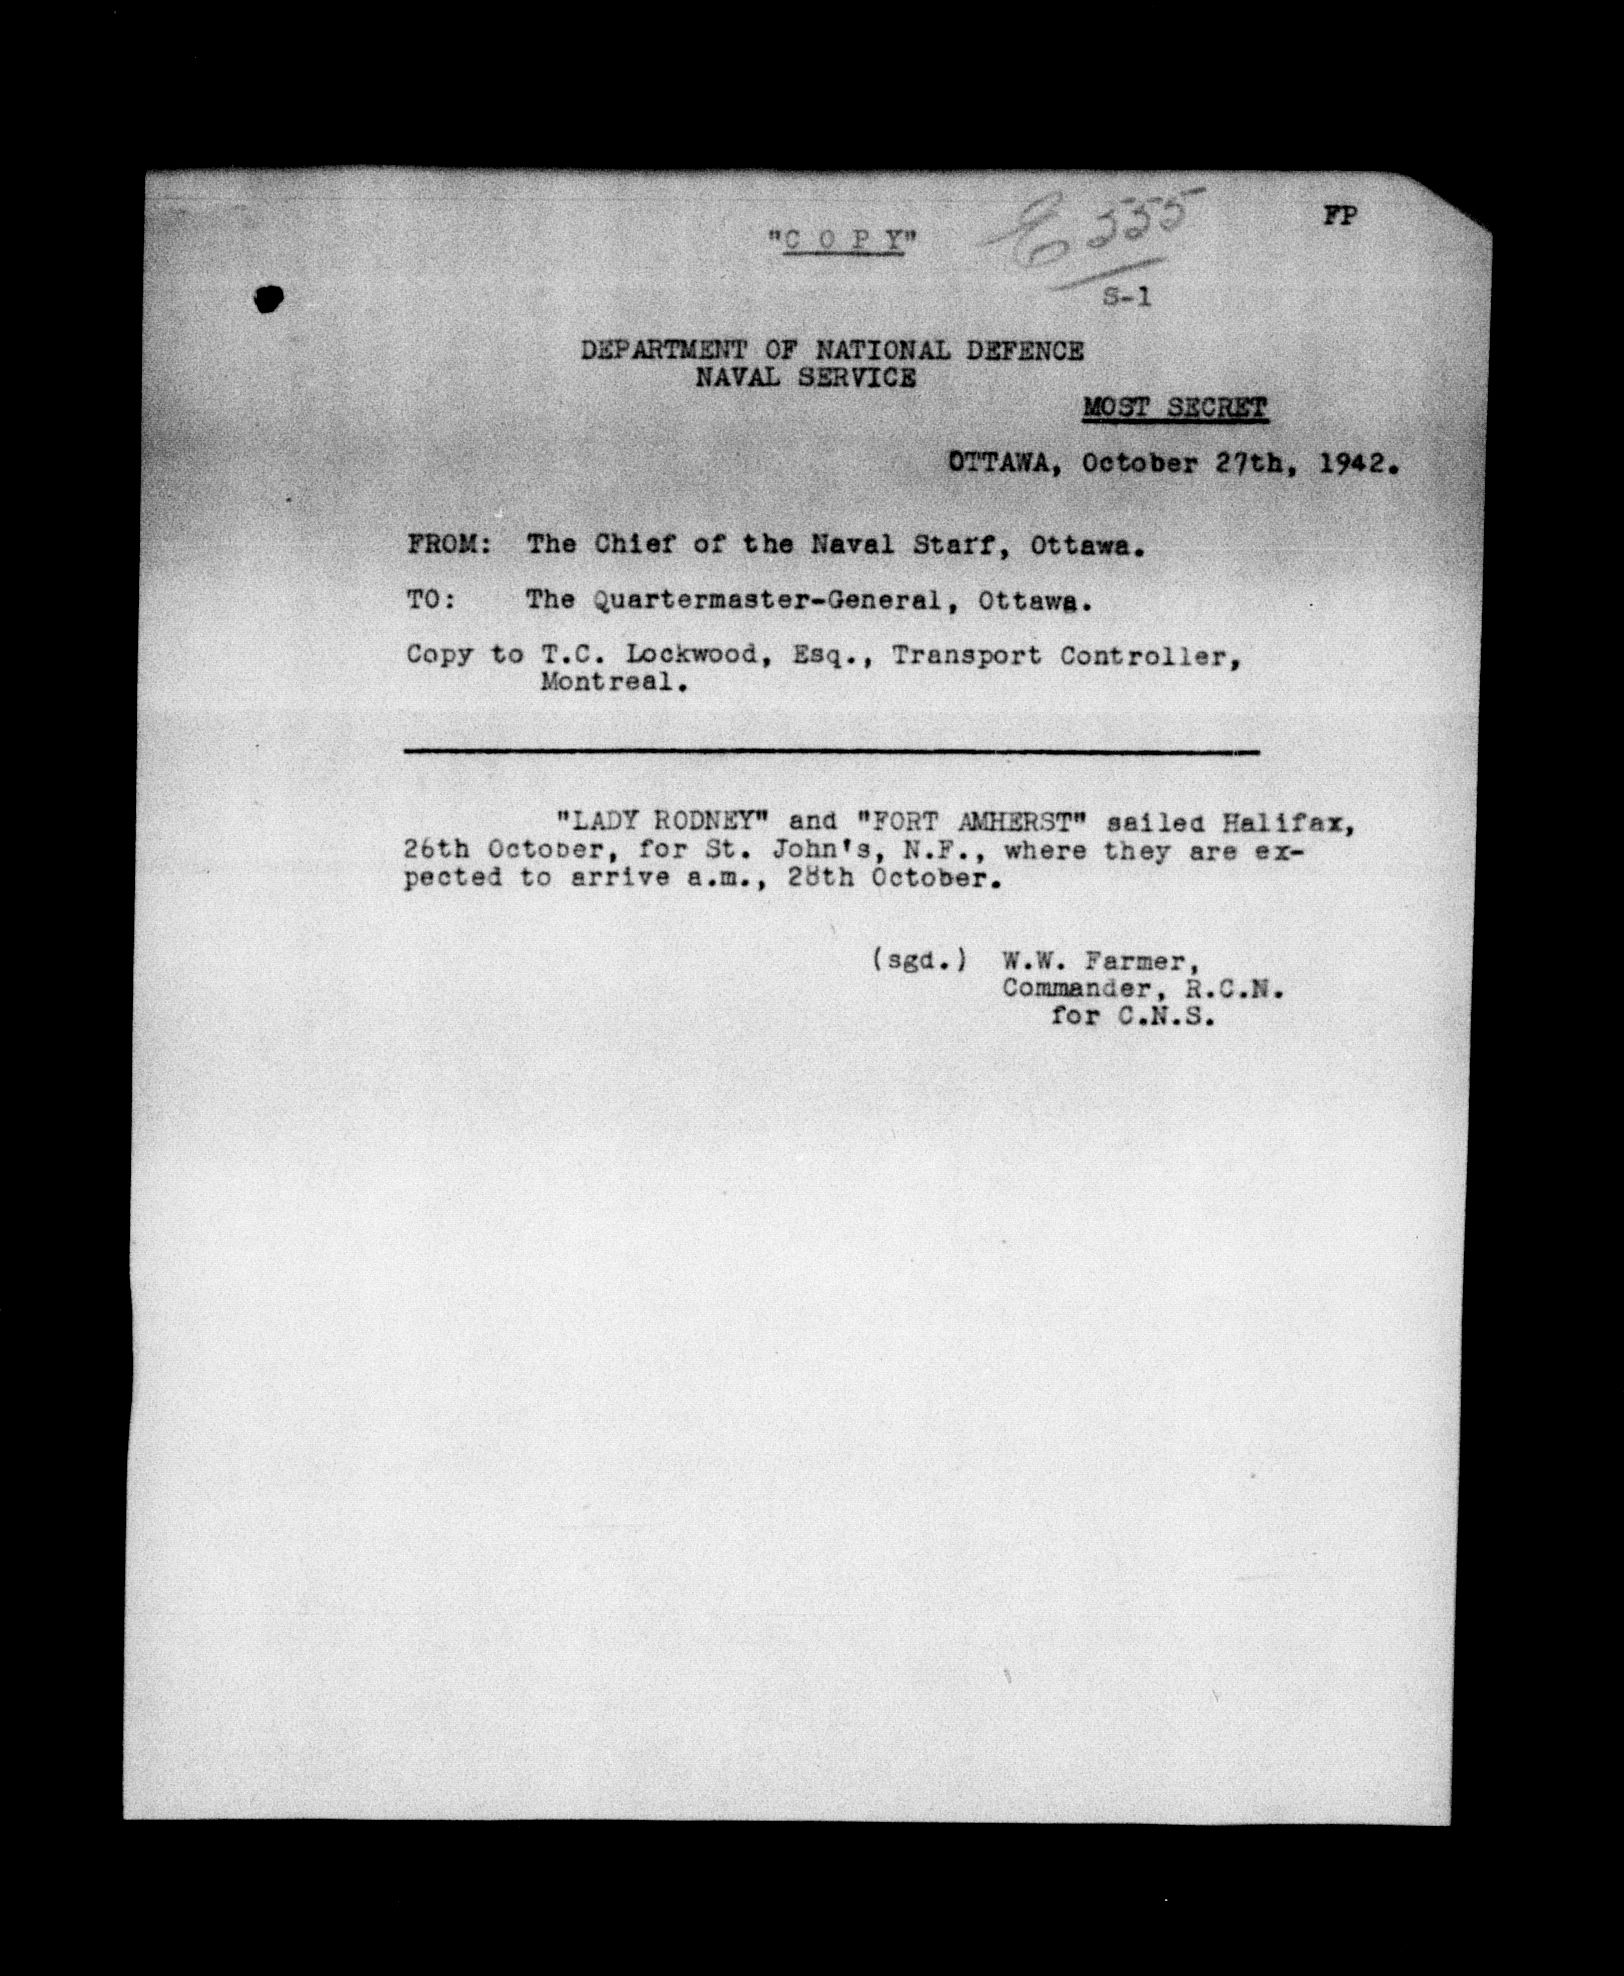 FP
"C O P Y"
E 555
S-1
DEPARTMENT OF NATIONAL DEFENCE
NAVAL SERVICE
MOST SECRET
OTTAWA, October 27th, 1942.
FROM: The Chief of the Naval Staff, Ottawa.
TO: The Quartermaster-General, Ottawa.
Copy to T.C. Lockwood, Esq., Transport Controller,
Montreal.
"LADY RODNEY" and "FORT AMHERST" sailed Halifax,
26th October, for St. John's, N.F., where they are ex-
pected to arrive a.m., 28th October.
(sgd.) W.W. Farmer,
Commander, R.C.N.
for C.N.S.